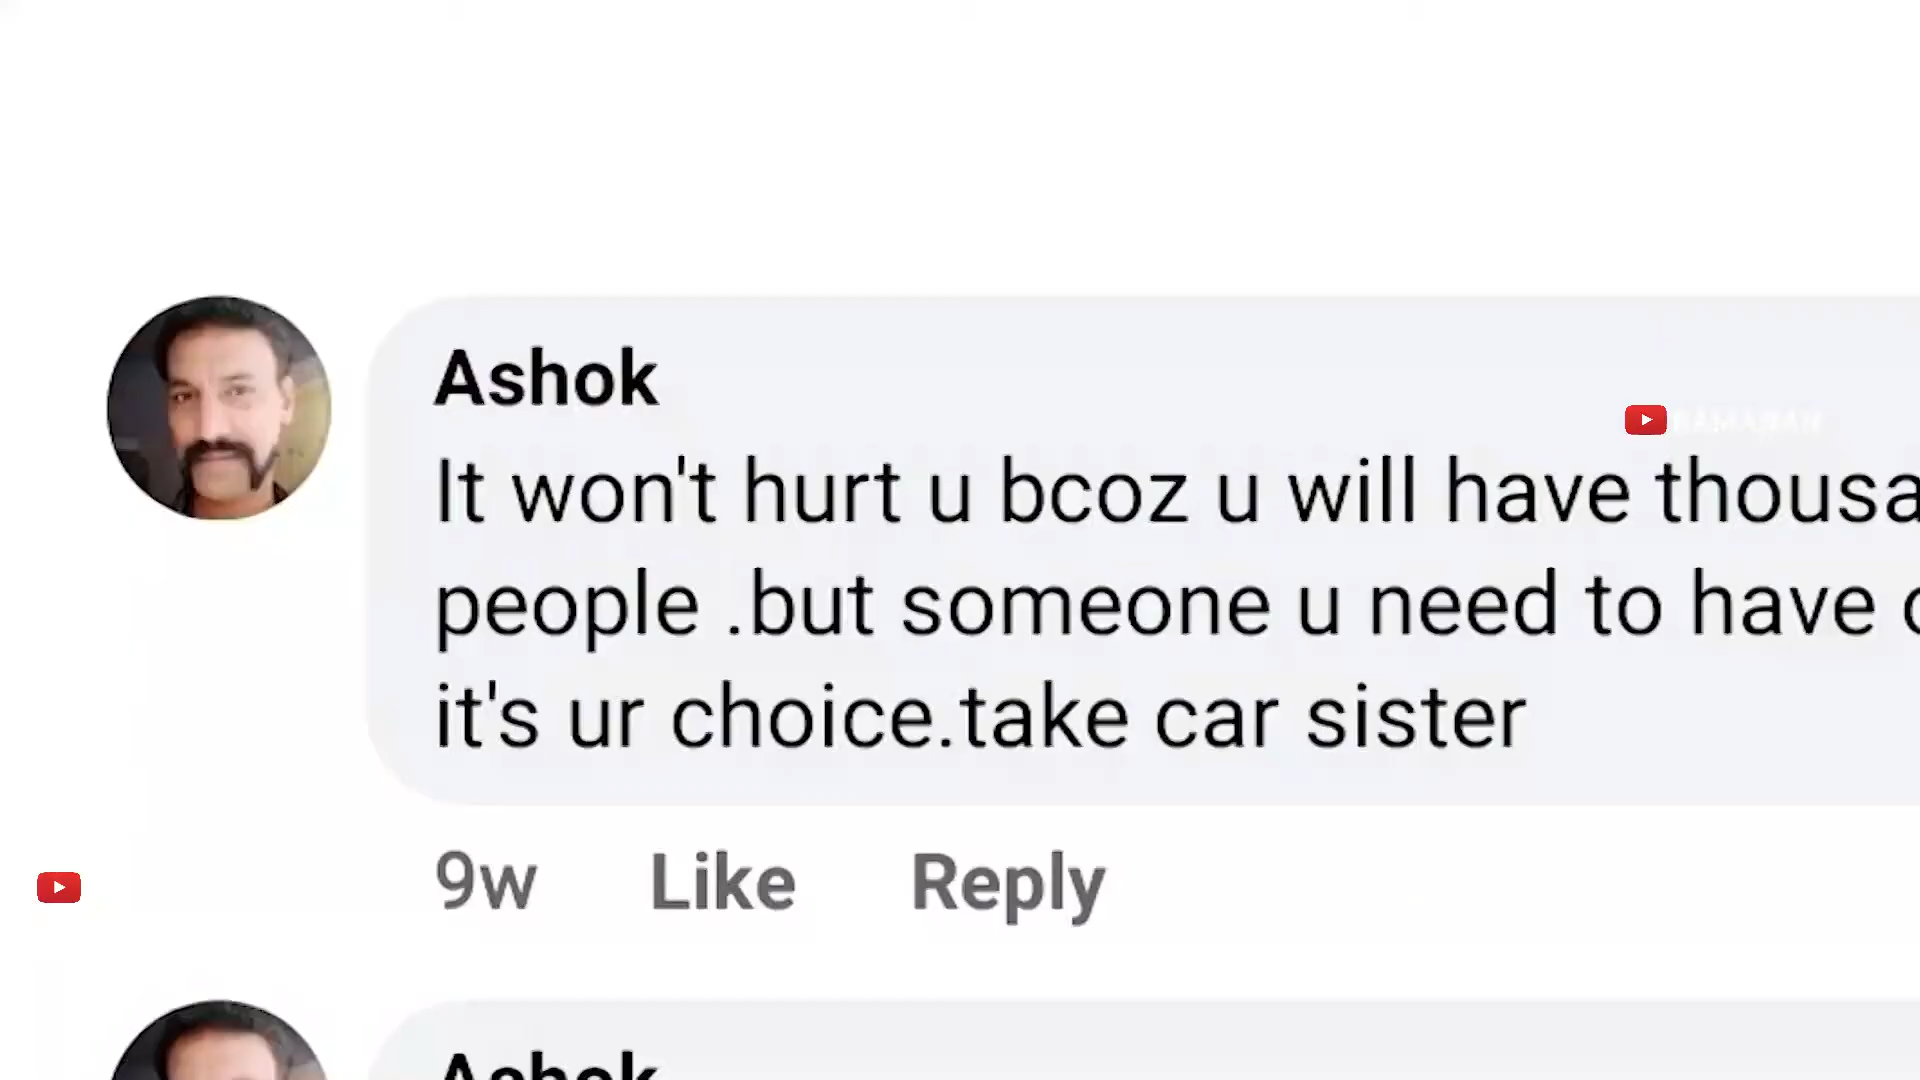 Ashok
It won't hurt u bcoz u will have
people .but someone u need to have
it's ur choice.take car sister
9w Like Reply
Ashok